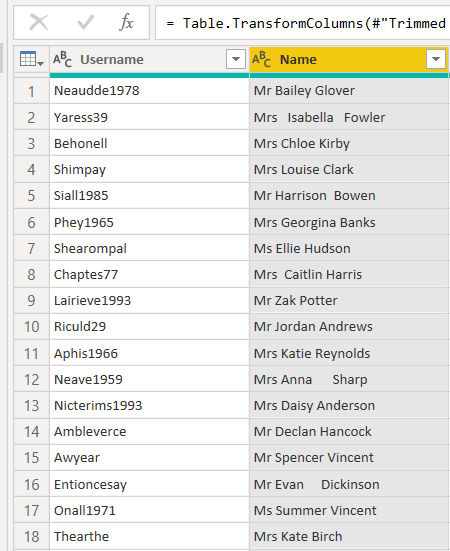 = Table.TransformColumns(#"Trimmed
ABC Username ABC Name
1 Neaudde1978 Mr Bailey Glover
2 Yaress39 Mrs   Isabella   Fowler
3 Behonell Mrs Chloe Kirby
4 Shimpay Mrs Louise Clark
5 Siall1985 Mr Harrison  Bowen
6 Phey1965 Mrs Georgina Banks
7 Shearompal Ms Ellie Hudson
8 Chaptes77 Mrs  Caitlin Harris
9 Lairieve1993 Mr Zak Potter
10 Riculd29 Mr Jordan Andrews
11 Aphis1966 Mrs Katie Reynolds
12 Neave1959 Mrs Anna      Sharp
13 Nicterims1993 Mrs Daisy Anderson
14 Ambleverce Mr Declan Hancock
15 Awyear Mr Spencer Vincent
16 Entioncesay Mr Evan     Dickinson
17 Onall1971 Ms Summer Vincent
18 Thearthe Mrs Kate Birch